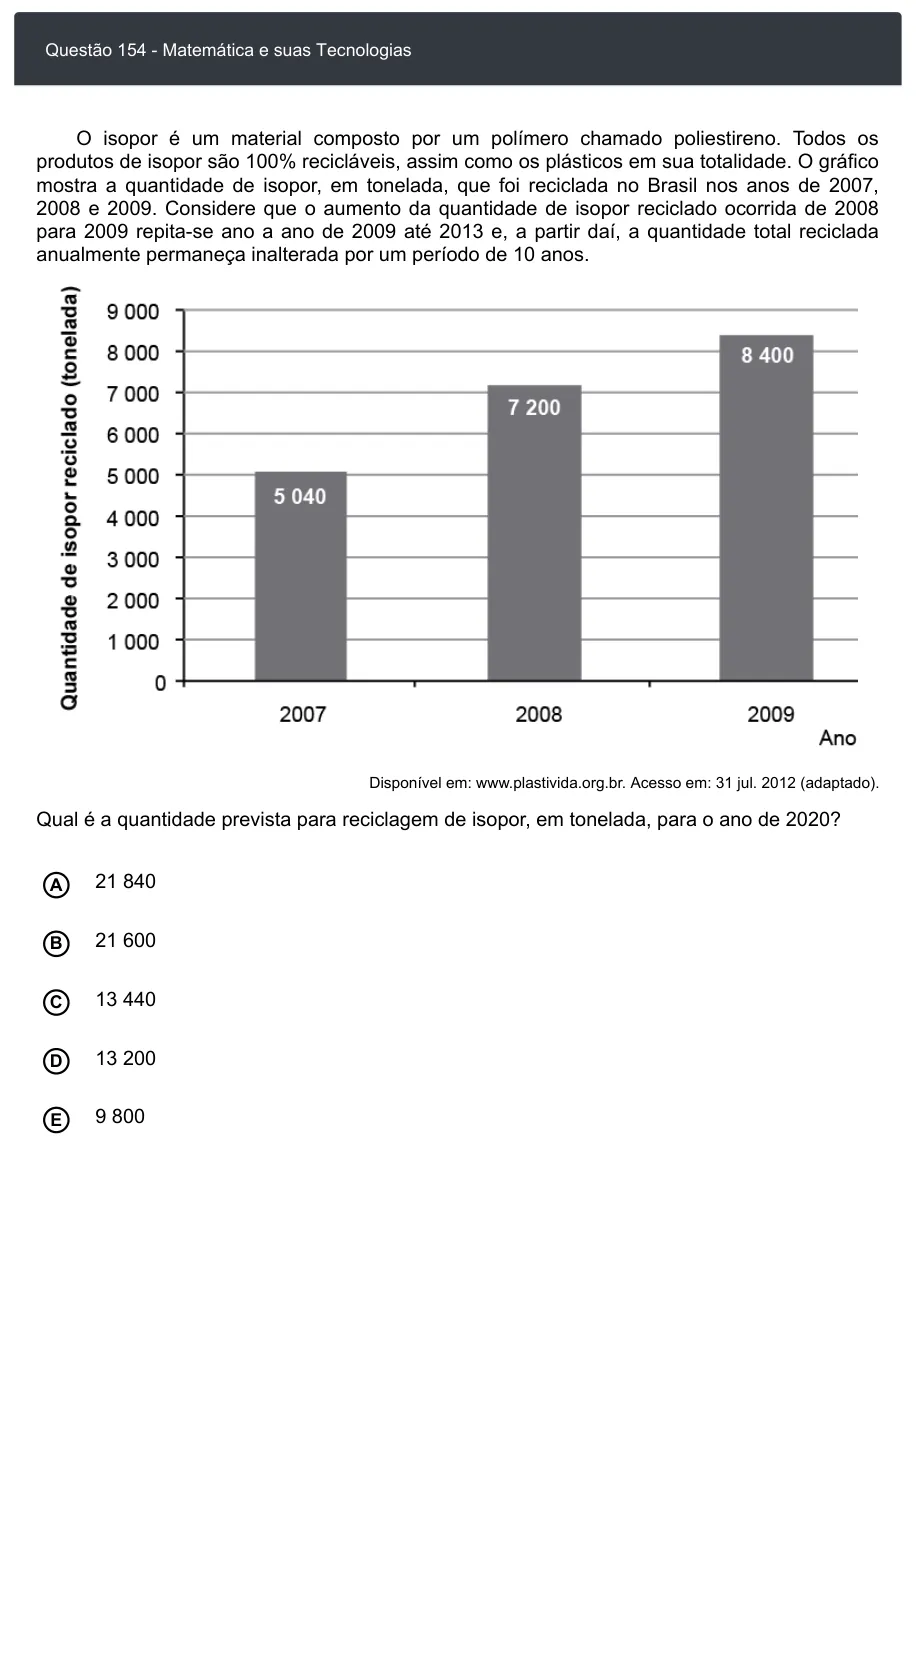 Questão 154 - Matemática e suas Tecnologias
O isopor é um material composto por um polímero chamado poliestireno. Todos os
produtos de isopor são 100% recicláveis, assim como os plásticos em sua totalidade. O gráfico
mostra a quantidade de isopor, em tonelada, que foi reciclada no Brasil nos anos de 2007,
2008 e 2009. Considere que o aumento da quantidade de isopor reciclado ocorrida de 2008
para 2009 repita-se ano a ano de 2009 até 2013 e, a partir daí, a quantidade total reciclada
anualmente permaneça inalterada por um período de 10 anos.
Quantidade de isopor reciclado (tonelada)
9 000
8 000
7 000
6 000
5 000
4 000
3 000
2 000
1 000
0
5 040
7 200
8 400
2007
2008
2009
Ano
Disponível em: www.plastivida.org.br. Acesso em: 31 jul. 2012 (adaptado).
Qual é a quantidade prevista para reciclagem de isopor, em tonelada, para o ano de 2020?
A 21 840
B 21 600
C 13 440
D 13 200
E 9 800